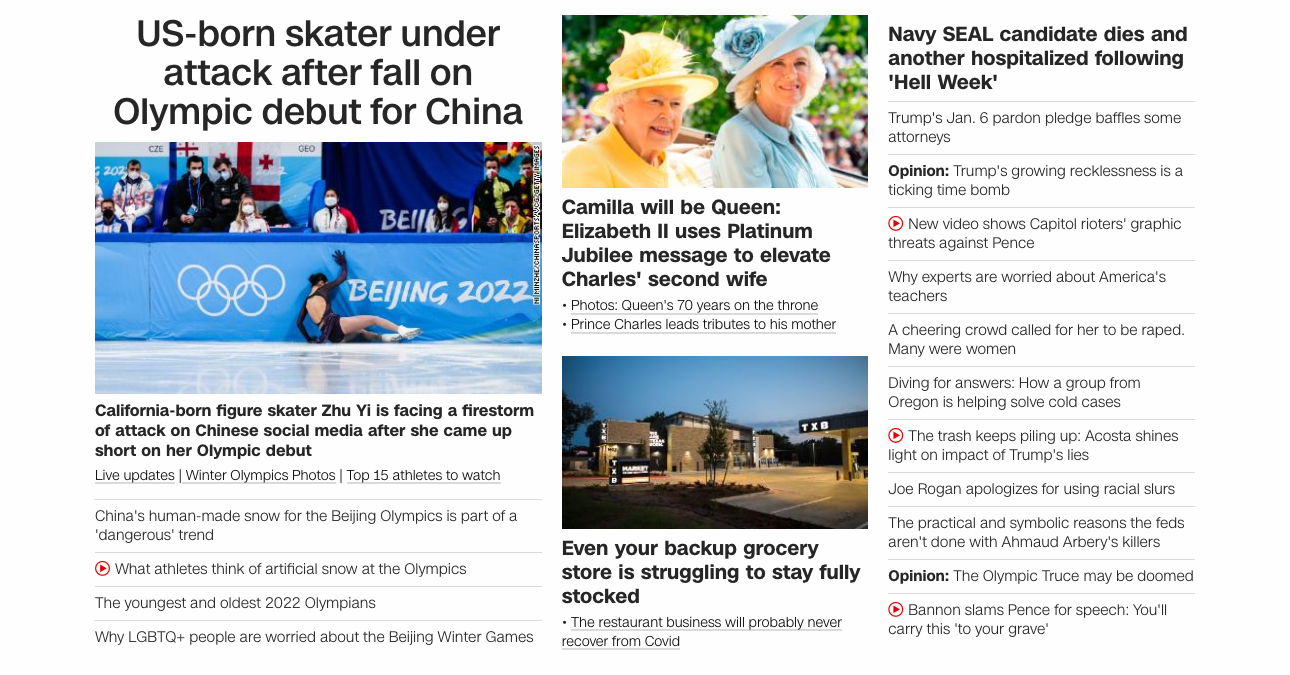 US-born skater under
attack after fall on
Olympic debut for China
CZE
GEO
BEIJING
BEIJING 2022
NI MINZHE/CHINASPORTS/VCG/GETTY IMAGES
California-born figure skater Zhu Yi is facing a firestorm
of attack on Chinese social media after she came up
short on her Olympic debut
Live updates | Winter Olympics Photos | Top 15 athletes to watch
China's human-made snow for the Beijing Olympics is part of a
'dangerous' trend
What athletes think of artificial snow at the Olympics
The youngest and oldest 2022 Olympians
Why LGBTQ+ people are worried about the Beijing Winter Games
Camilla will be Queen:
Elizabeth II uses Platinum
Jubilee message to elevate
Charles' second wife
• Photos: Queen's 70 years on the throne
• Prince Charles leads tributes to his mother
TXB
TXB
MARKET
TXB
Even your backup grocery
store is struggling to stay fully
stocked
• The restaurant business will probably never
recover from Covid
Navy SEAL candidate dies and
another hospitalized following
'Hell Week'
Trump's Jan. 6 pardon pledge baffles some
attorneys
Opinion: Trump's growing recklessness is a
ticking time bomb
New video shows Capitol rioters' graphic
threats against Pence
Why experts are worried about America's
teachers
A cheering crowd called for her to be raped.
Many were women
Diving for answers: How a group from
Oregon is helping solve cold cases
The trash keeps piling up: Acosta shines
light on impact of Trump's lies
Joe Rogan apologizes for using racial slurs
The practical and symbolic reasons the feds
aren't done with Ahmaud Arbery's killers
Opinion: The Olympic Truce may be doomed
Bannon slams Pence for speech: You'll
carry this 'to your grave'